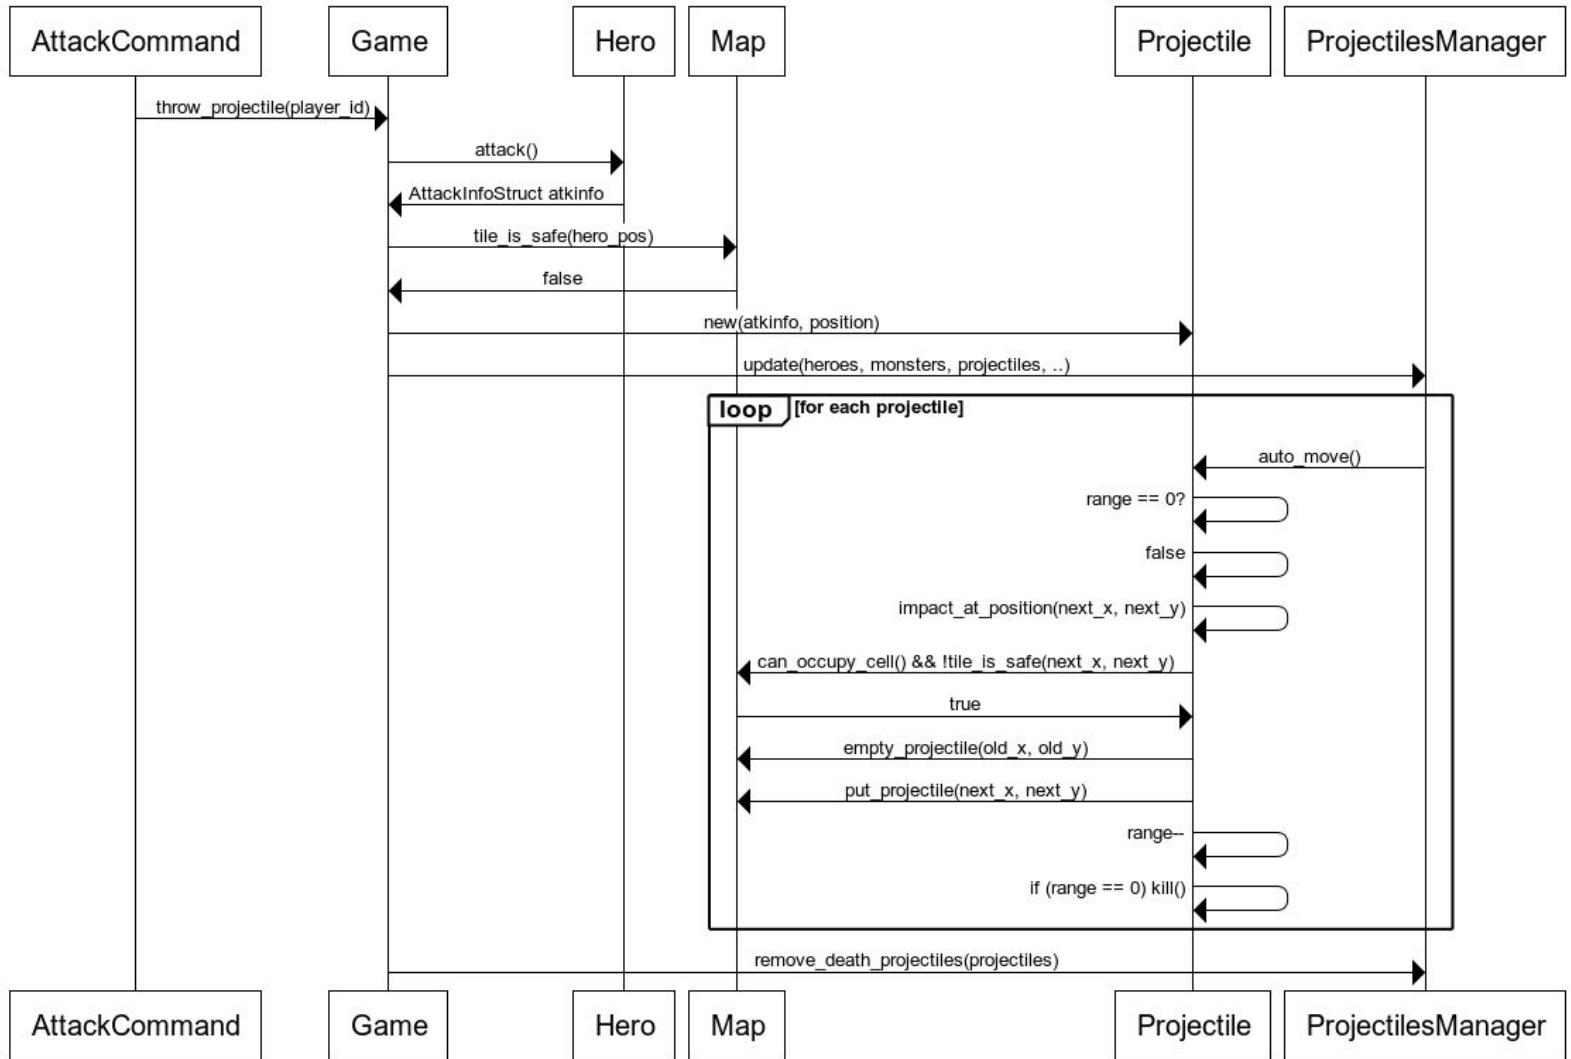 AttackCommand
Game
Hero
Map
Projectile
ProjectilesManager
throw_projectile(player_id)
attack()
AttackInfoStruct atkinfo
tile_is_safe(hero_pos)
false
new(atkinfo, position)
update(heroes, monsters, projectiles, ..)
loop [for each projectile]
auto_move()
range == 0?
false
impact_at_position(next_x, next_y)
can_occupy_cell() && !tile_is_safe(next_x, next_y)
true
empty_projectile(old_x, old_y)
put_projectile(next_x, next_y)
range--
if (range == 0) kill()
remove_death_projectiles(projectiles)
AttackCommand
Game
Hero
Map
Projectile
ProjectilesManager